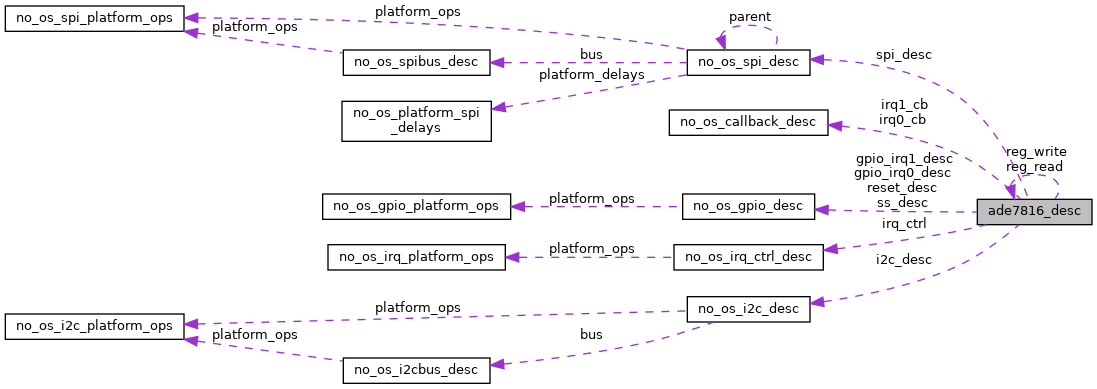 no_os_spi_platform_ops
platform_ops
platform_ops
no_os_spibus_desc
bus
platform_delays
no_os_platform_spi
_delays
parent
no_os_spi_desc
spi_desc
no_os_callback_desc
irq1_cb
irq0_cb
reg_write
reg_read
gpio_irq1_desc
gpio_irq0_desc
reset_desc
ss_desc
no_os_gpio_platform_ops
platform_ops
no_os_gpio_desc
ade7816_desc
irq_ctrl
no_os_irq_platform_ops
platform_ops
no_os_irq_ctrl_desc
i2c_desc
no_os_i2c_platform_ops
platform_ops
platform_ops
no_os_i2c_desc
bus
no_os_i2cbus_desc